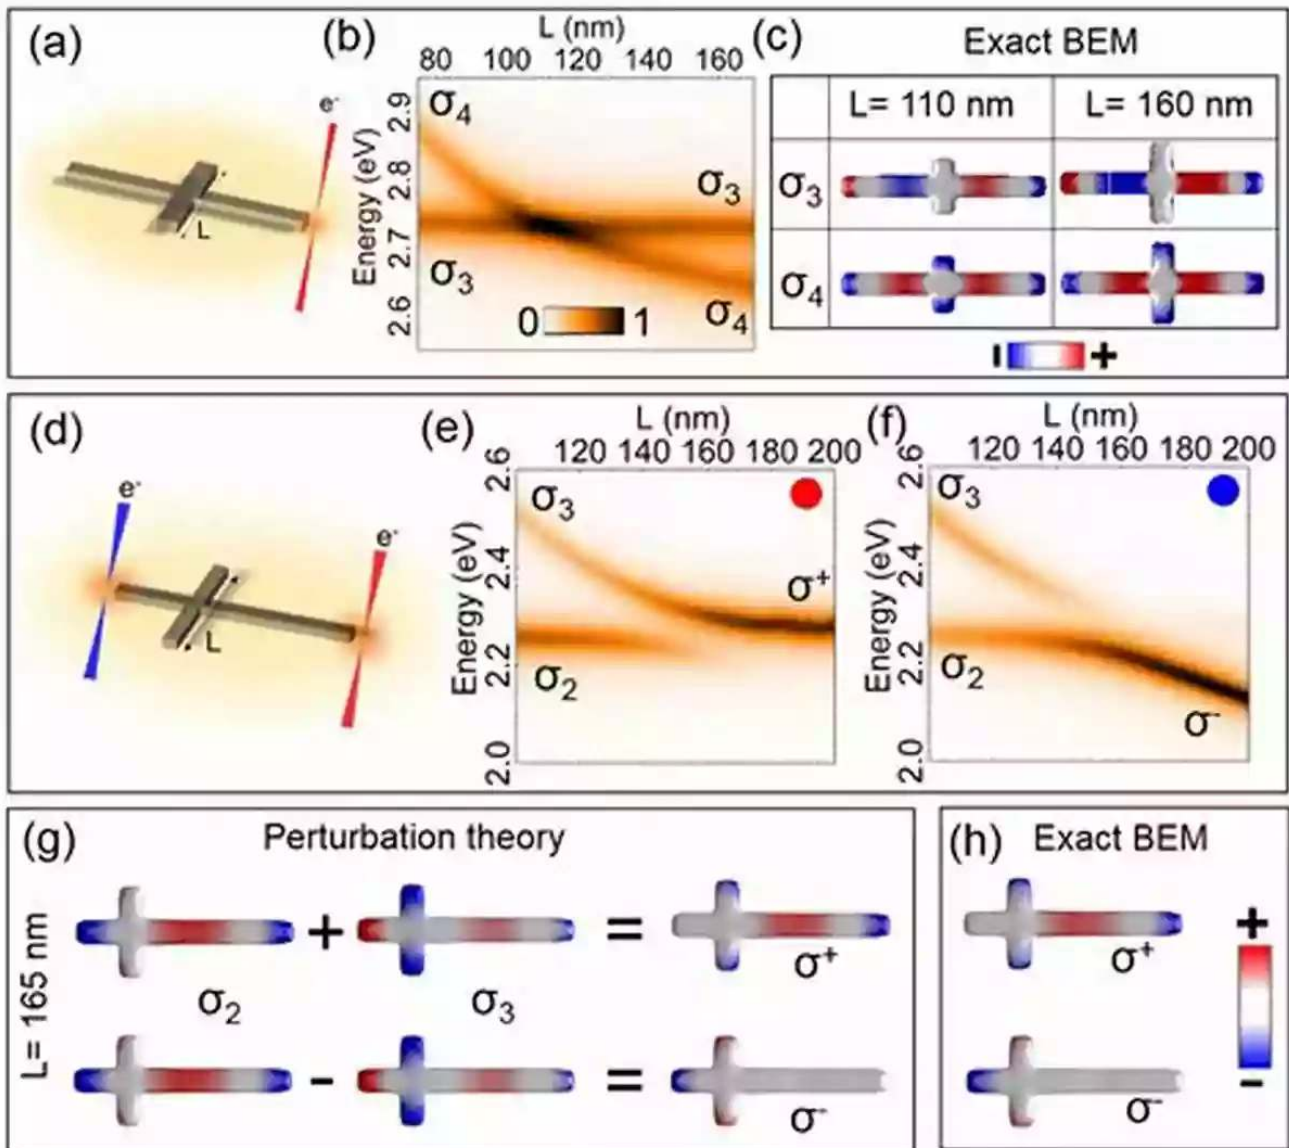 (a)
e-
L
(b)
L (nm)
80 100 120 140 160
Energy (eV)
2.9
2.8
2.7
2.6
σ4
σ3
σ3
σ4
0 1
(c)
Exact BEM
L= 110 nm L= 160 nm
σ3
σ4
- +
(d)
e-
e-
L
(e)
L (nm)
120 140 160 180 200
Energy (eV)
2.6
2.4
2.2
2.0
σ3
σ+
σ2
(f)
L (nm)
120 140 160 180 200
Energy (eV)
2.6
2.4
2.2
2.0
σ3
σ2
σ-
(g)
Perturbation theory
L= 165 nm
+ =
σ2 σ3 σ+
- =
σ-
(h)
Exact BEM
σ+
σ-
+
-